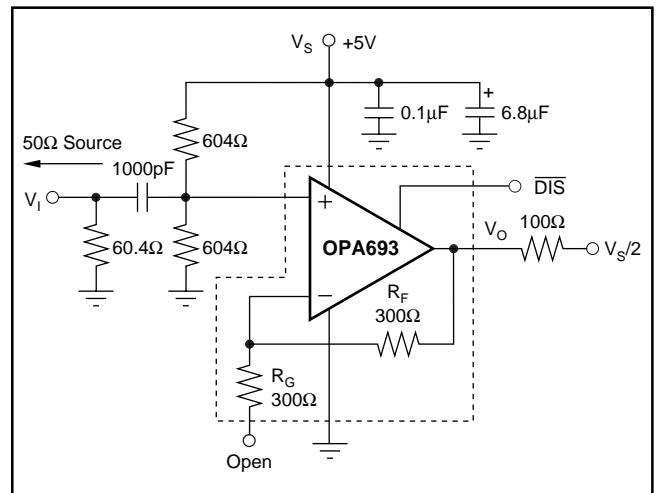 V_S +5V
+
0.1μF
6.8μF
50Ω Source
604Ω
1000pF
V_I
DIS
+
OPA693
V_O
100Ω
V_S/2
60.4Ω
604Ω
−
R_F
300Ω
R_G
300Ω
Open